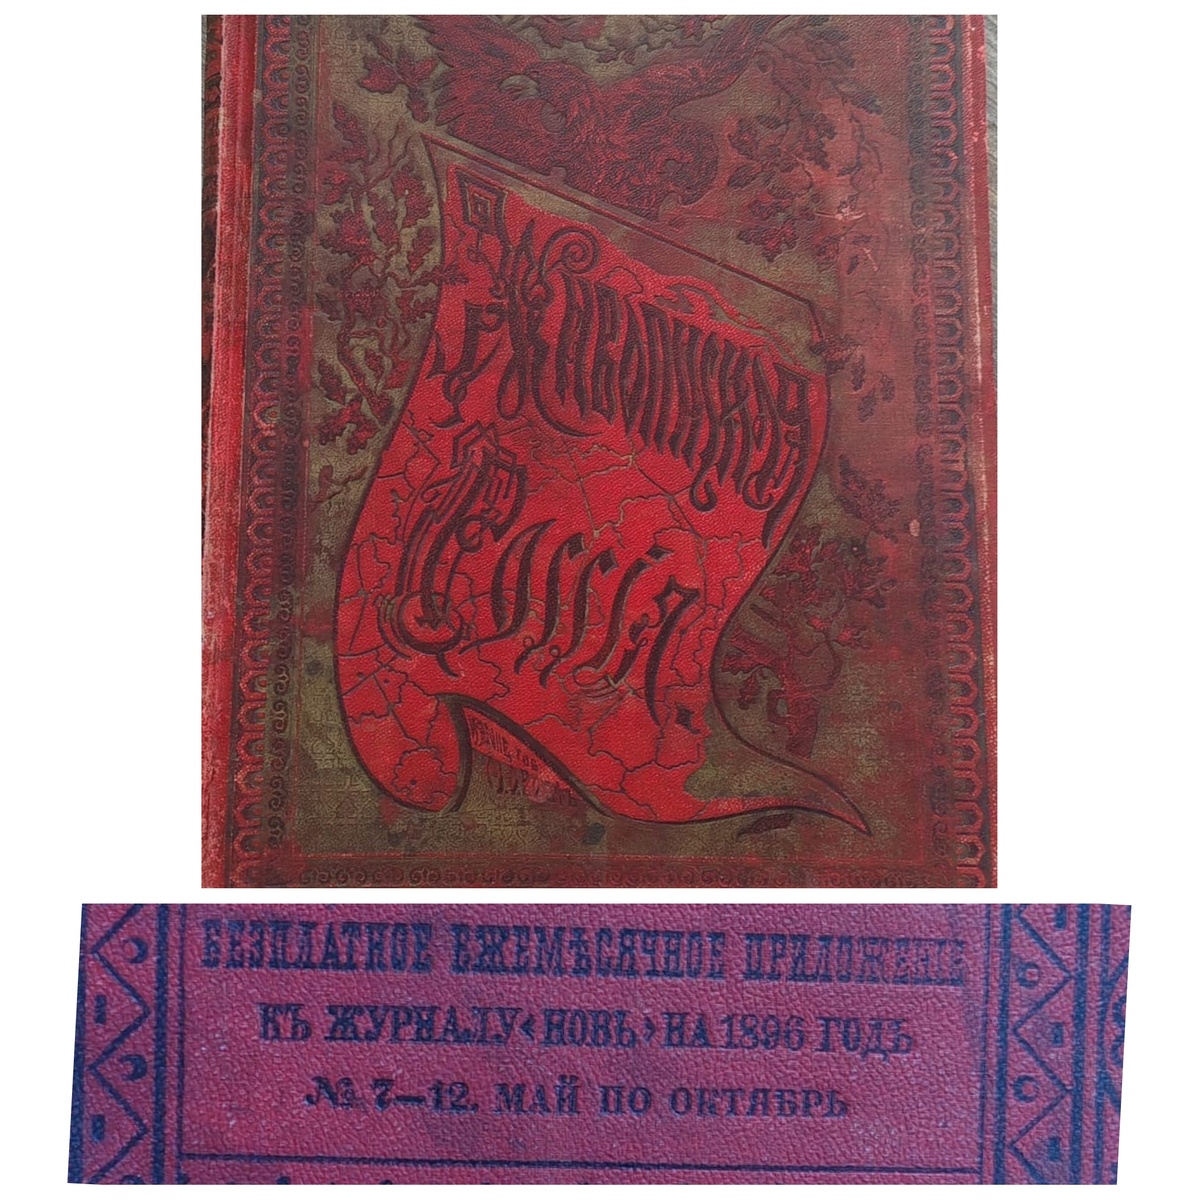 Живописная
Россія.
БЕЗПЛАТНОЕ ЕЖЕМѢСЯЧНОЕ ПРИЛОЖЕНІЕ
КЪ ЖУРНАЛУ «НОВЬ» НА 1896 ГОДЪ
№ 7—12. МАЙ ПО ОКТЯБРЬ